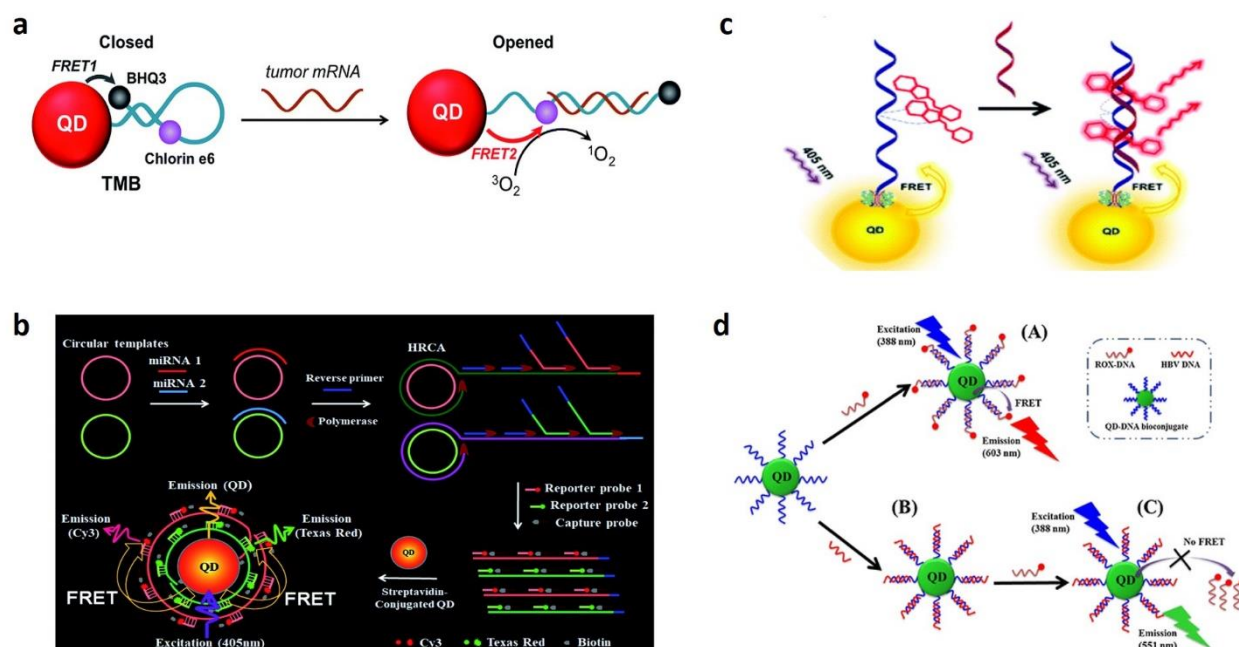 a
Closed
FRET1
BHQ3
QD
Chlorin e6
TMB
tumor mRNA
Opened
QD
FRET2
³O₂
¹O₂
c
405 nm
FRET
QD
405 nm
FRET
QD
b
Circular templates
miRNA 1
miRNA 2
Reverse primer
Polymerase
HRCA
Reporter probe 1
Reporter probe 2
Capture probe
QD
Streptavidin-
Conjugated QD
Emission (QD)
Emission
(Cy3)
Emission
(Texas Red)
QD
FRET
FRET
Excitation (405nm)
Cy3
Texas Red
Biotin
d
QD
(A)
Excitation
(388 nm)
QD
FRET
Emission
(603 nm)
ROX-DNA
HBV DNA
QD-DNA bioconjugate
(B)
QD
(C)
Excitation
(388 nm)
QD
No FRET
Emission
(551 nm)